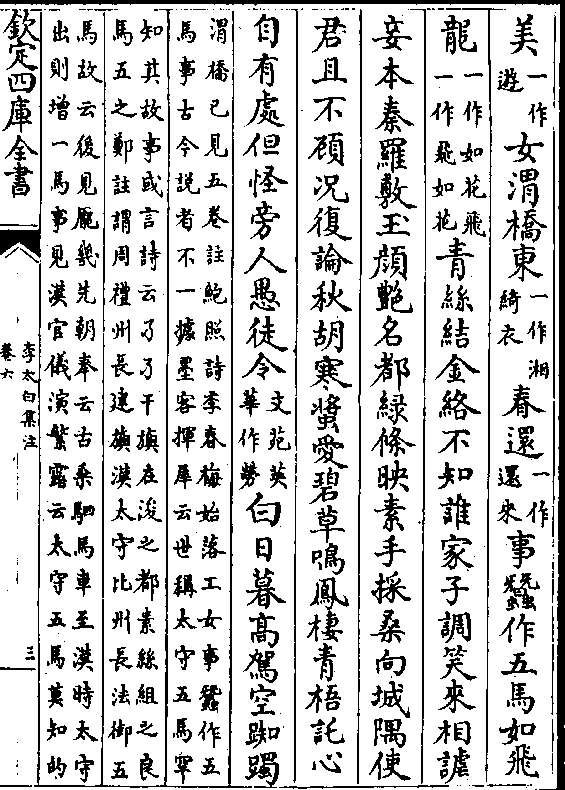 美一作遊女渭橋東一作湘綺衣春還一作還來事蠶作五馬如飛
龍一作如花飛一作飛如花青絲結金絡不知誰家子調笑來相謔
妾本秦羅敷玉顔艶名都緑條映素手採桑向城隅使
君且不顧况復論秋胡寒螿愛碧草鳴鳳棲青梧託心
自有處但怪旁人愚徒令文苑英華作勞白日暮高駕空踟躅
渭橋已見五卷註鮑照詩季春梅始落工女事蠶作五
馬事古今説者不一據墨客揮犀云世稱太守五馬罕
知其故事或言詩云孑孑干旟在浚之都素絲組之良
馬五之鄭註謂周禮州長建旟漢太守比州長法御五
馬故云後見龎幾先朝奉云古乘駟馬車至漢時太守
出則增一馬事見漢官儀演繁露云太守五馬莫知的
欽定四庫全書
李太白集注
卷六
三